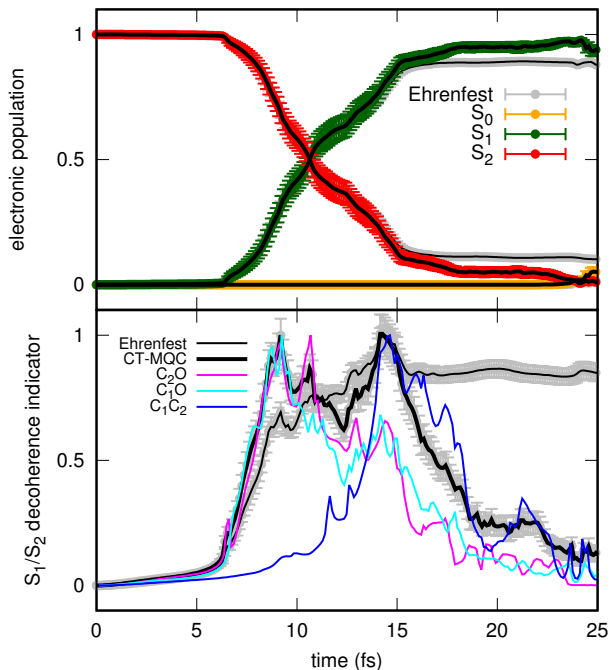 1
0.5
0
electronic population
Ehrenfest
S0
S1
S2
1
0.5
0
S1/S2 decoherence indicator
Ehrenfest
CT-MQC
C2O
C1O
C1C2
0 5 10 15 20 25
time (fs)